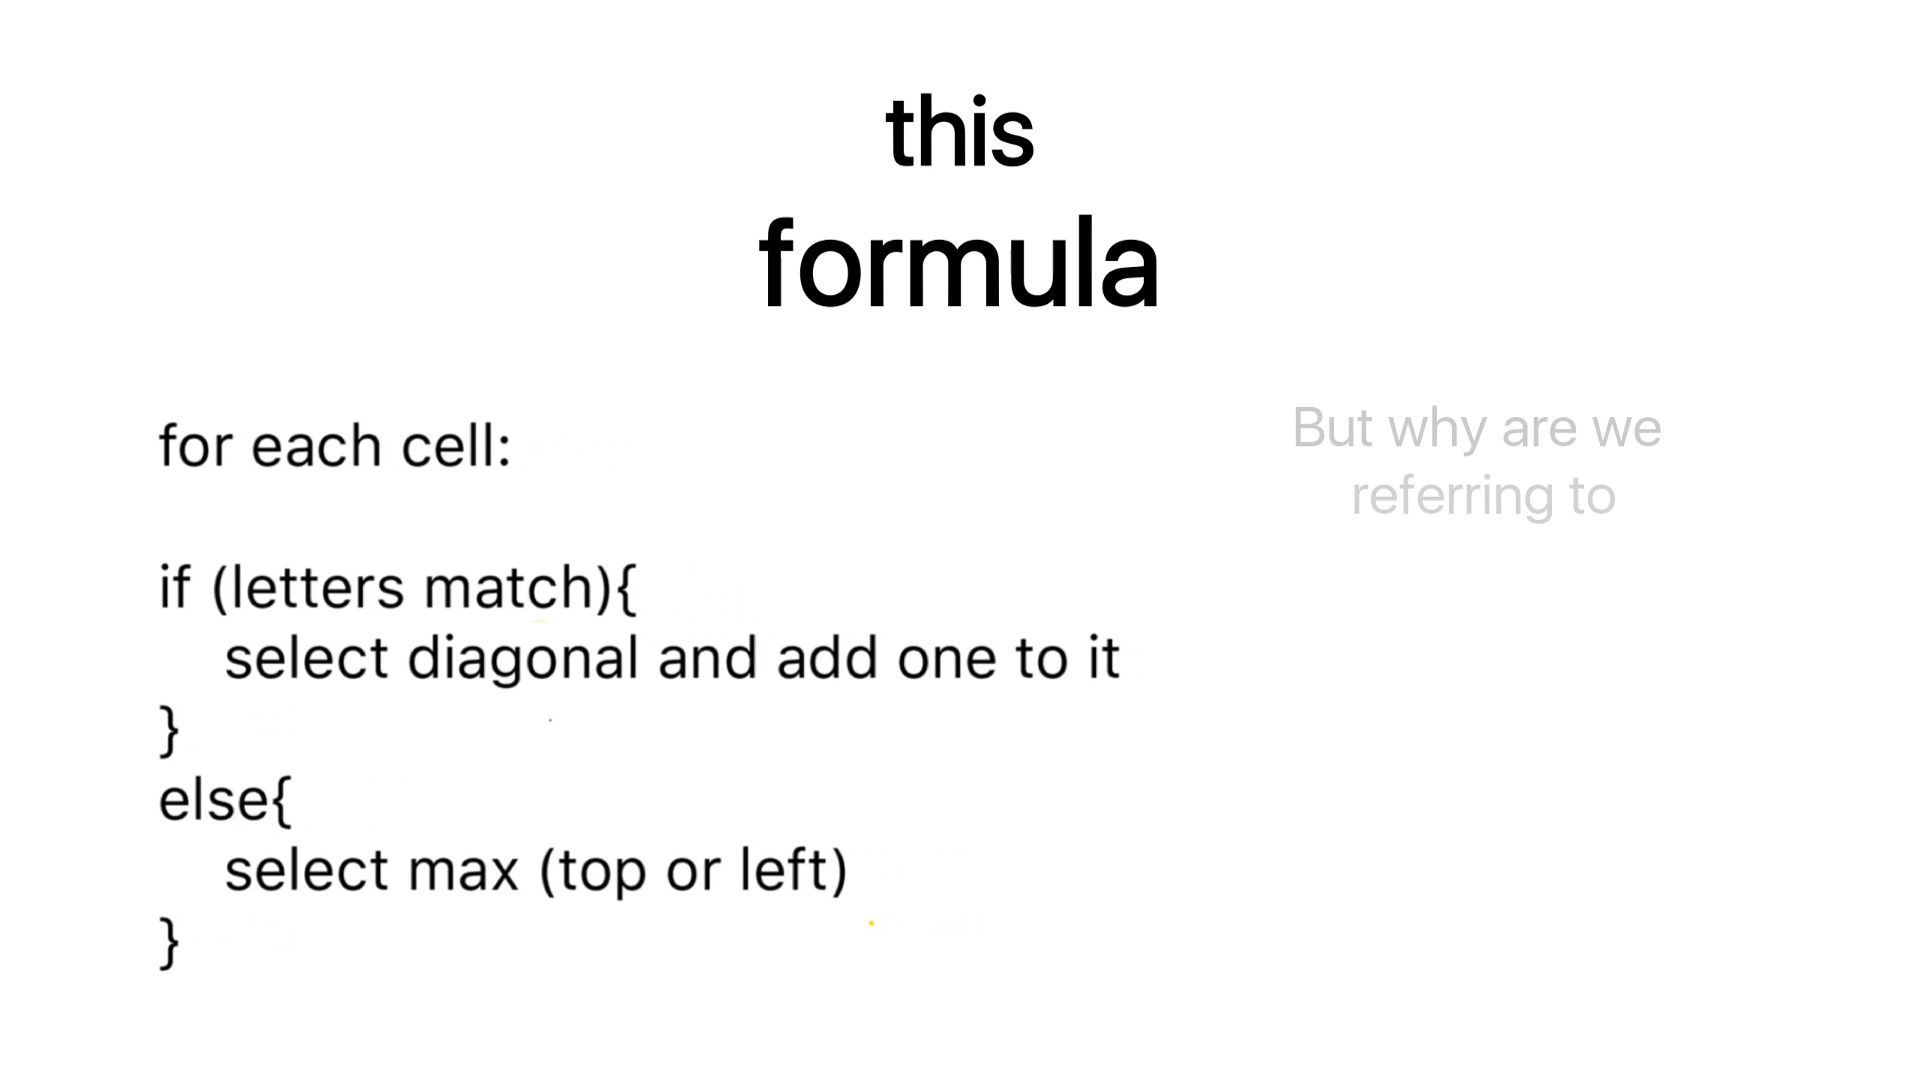 this
formula
for each cell:
if (letters match){
select diagonal and add one to it
}
else{
select max (top or left)
}
But why are we
referring to